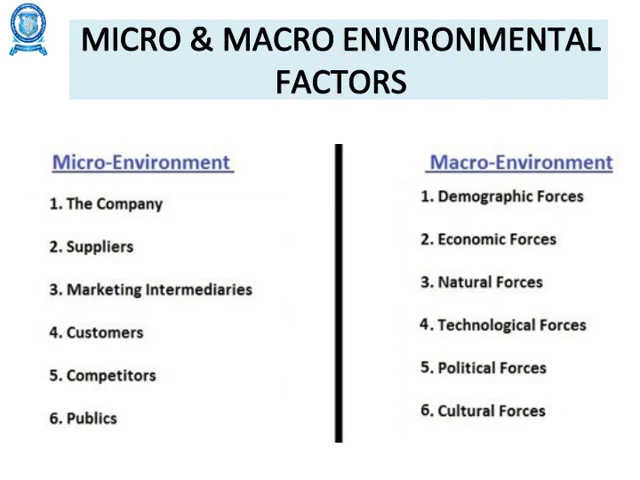 MICRO & MACRO ENVIRONMENTAL
FACTORS
Micro-Environment
1. The Company
2. Suppliers
3. Marketing Intermediaries
4. Customers
5. Competitors
6. Publics
Macro-Environment
1. Demographic Forces
2. Economic Forces
3. Natural Forces
4. Technological Forces
5. Political Forces
6. Cultural Forces